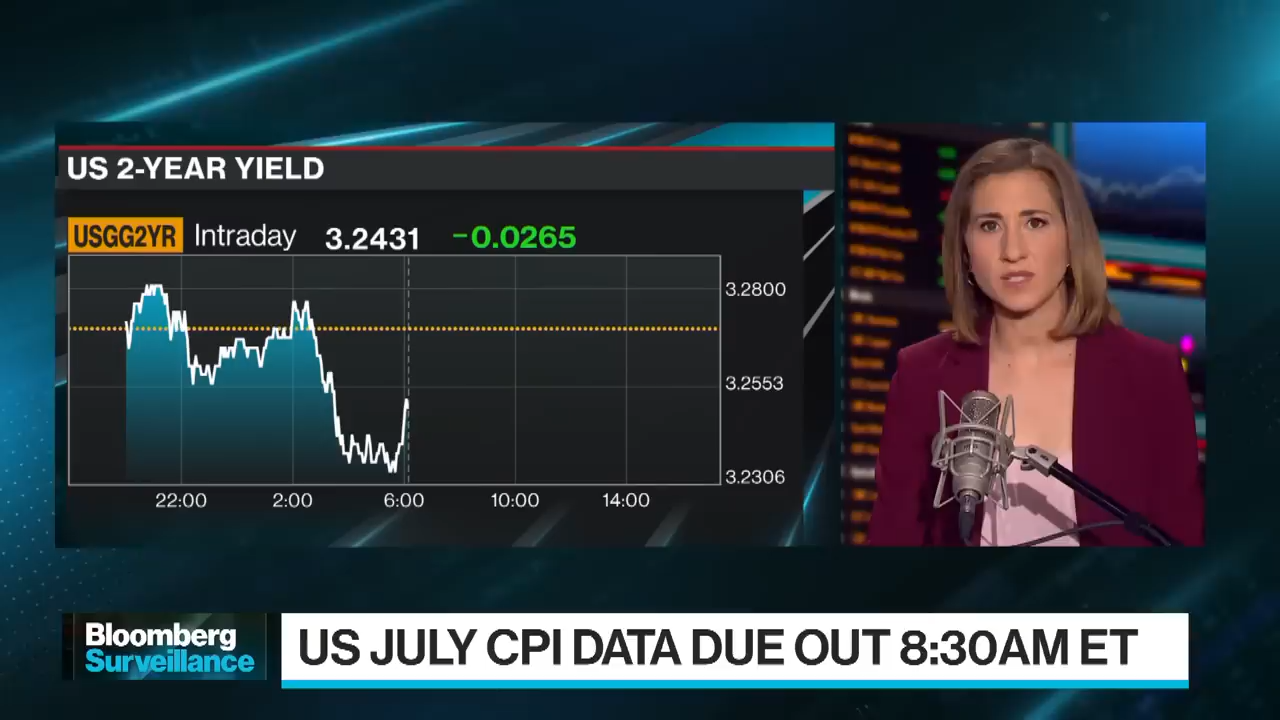 US 2-YEAR YIELD
USGG2YR Intraday 3.2431 -0.0265
3.2800
3.2553
3.2306
22:00 2:00 6:00 10:00 14:00
Bloomberg
Surveillance
US JULY CPI DATA DUE OUT 8:30AM ET